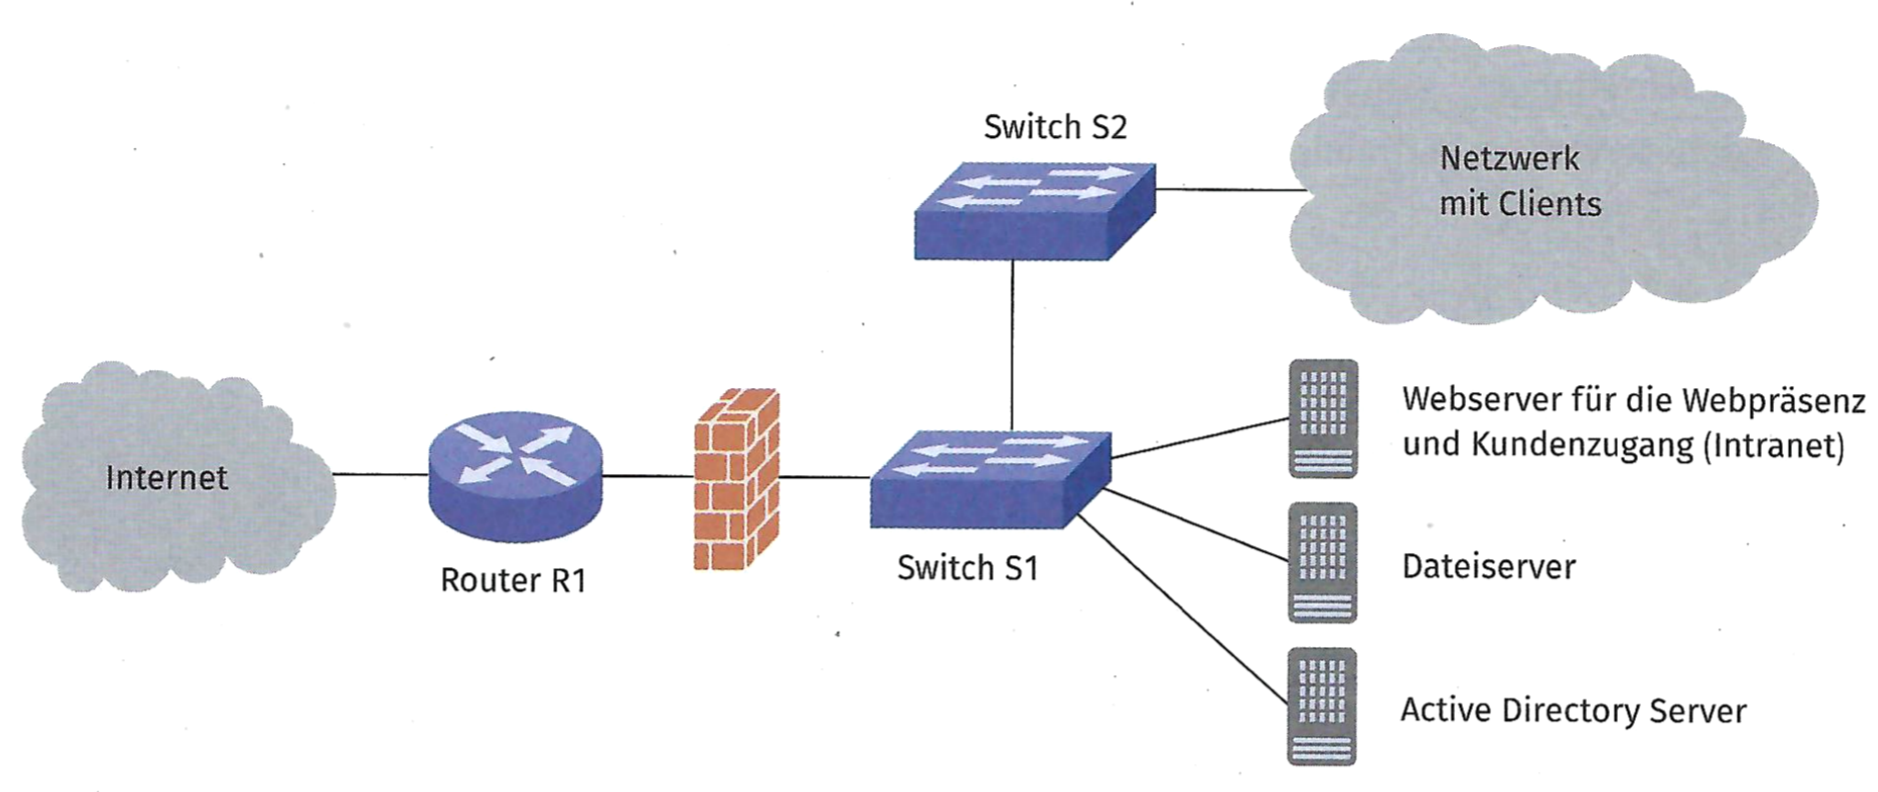 Switch S2
Netzwerk
mit Clients
Webserver für die Webpräsenz
und Kundenzugang (Intranet)
Internet
Router R1
Switch S1
Dateiserver
Active Directory Server